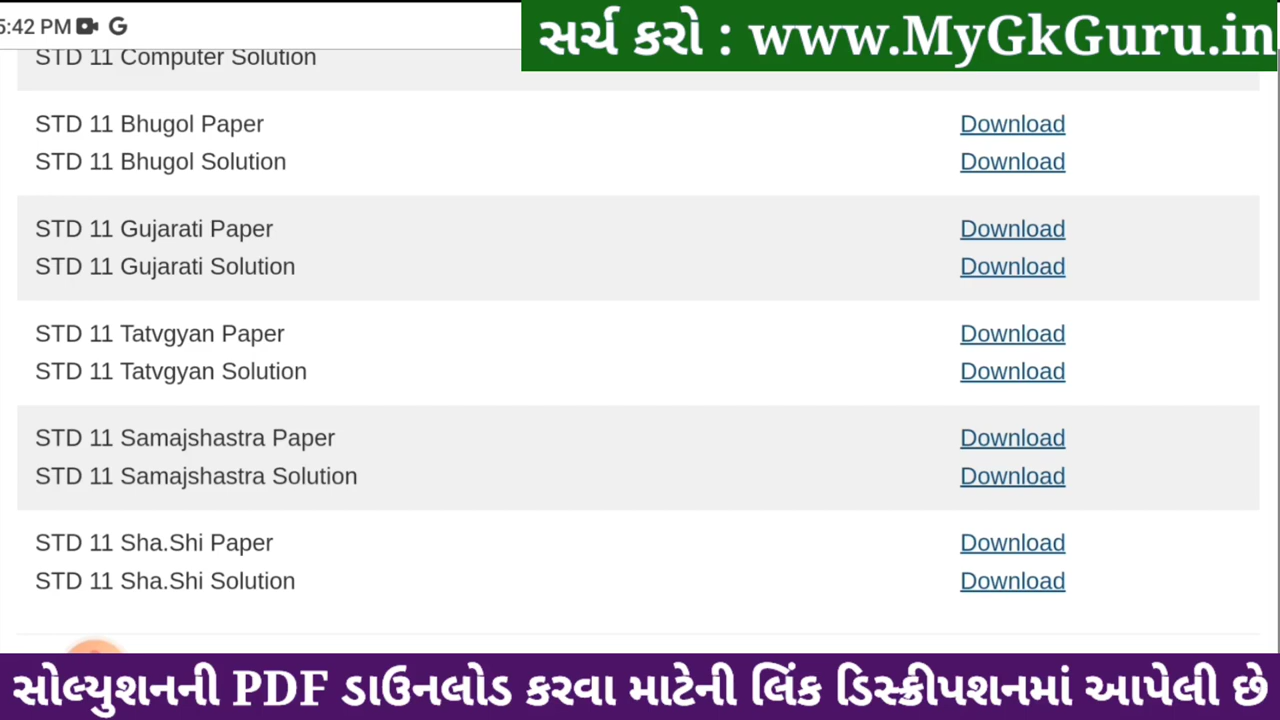 5:42 PM G
સર્ચ કરો : www.MyGkGuru.in
STD 11 Computer Solution
STD 11 Bhugol Paper Download
STD 11 Bhugol Solution Download
STD 11 Gujarati Paper Download
STD 11 Gujarati Solution Download
STD 11 Tatvgyan Paper Download
STD 11 Tatvgyan Solution Download
STD 11 Samajshastra Paper Download
STD 11 Samajshastra Solution Download
STD 11 Sha.Shi Paper Download
STD 11 Sha.Shi Solution Download
સોલ્યુશનની PDF ડાઉનલોડ કરવા માટેની લિંક ડિસ્ક્રીપશનમાં આપેલી છે